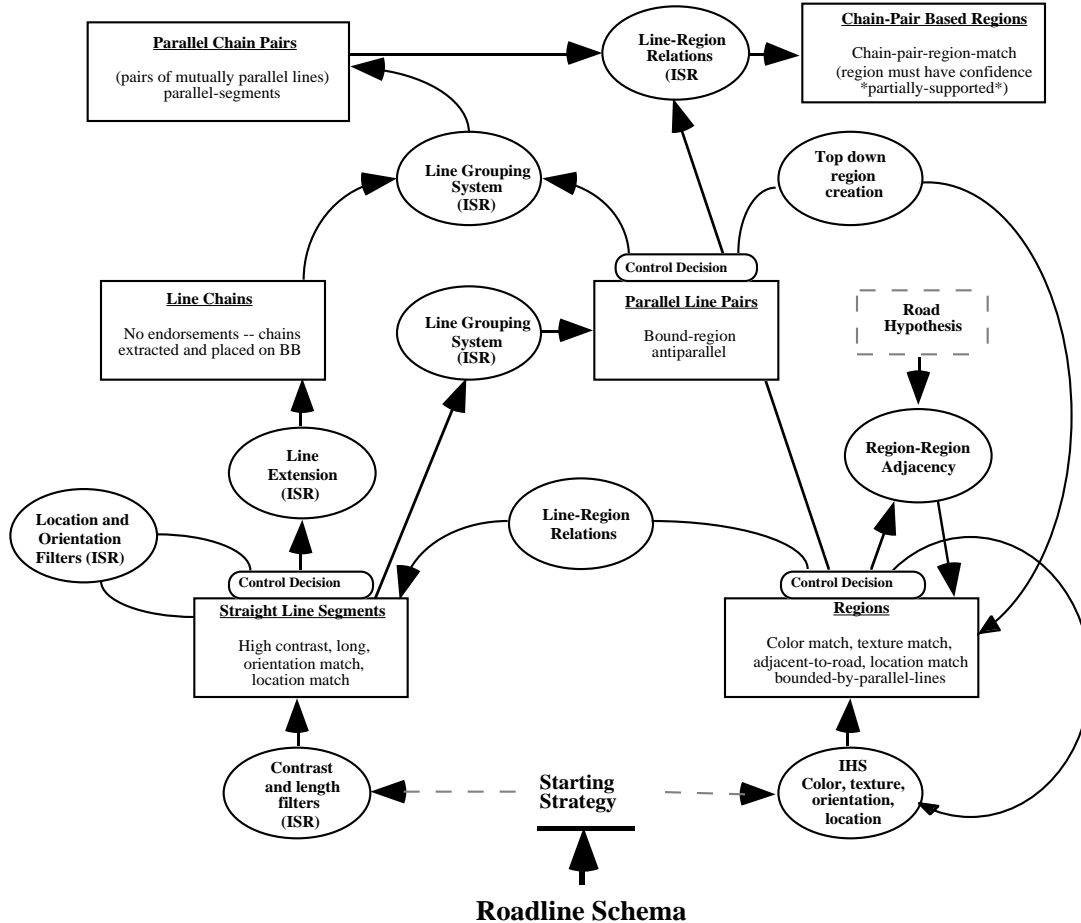 Parallel Chain Pairs
(pairs of mutually parallel lines)
parallel-segments
Line-Region
Relations
(ISR
Chain-Pair Based Regions
Chain-pair-region-match
(region must have confidence
*partially-supported*)
Line Grouping
System
(ISR)
Top down
region
creation
Control Decision
Line Chains
No endorsements -- chains
extracted and placed on BB
Line Grouping
System
(ISR)
Parallel Line Pairs
Bound-region
antiparallel
Road
Hypothesis
Line
Extension
(ISR)
Region-Region
Adjacency
Location and
Orientation
Filters (ISR)
Line-Region
Relations
Control Decision
Control Decision
Straight Line Segments
High contrast, long,
orientation match,
location match
Regions
Color match, texture match,
adjacent-to-road, location match
bounded-by-parallel-lines
Contrast
and length
filters
(ISR)
Starting
Strategy
IHS
Color, texture,
orientation,
location
Roadline Schema